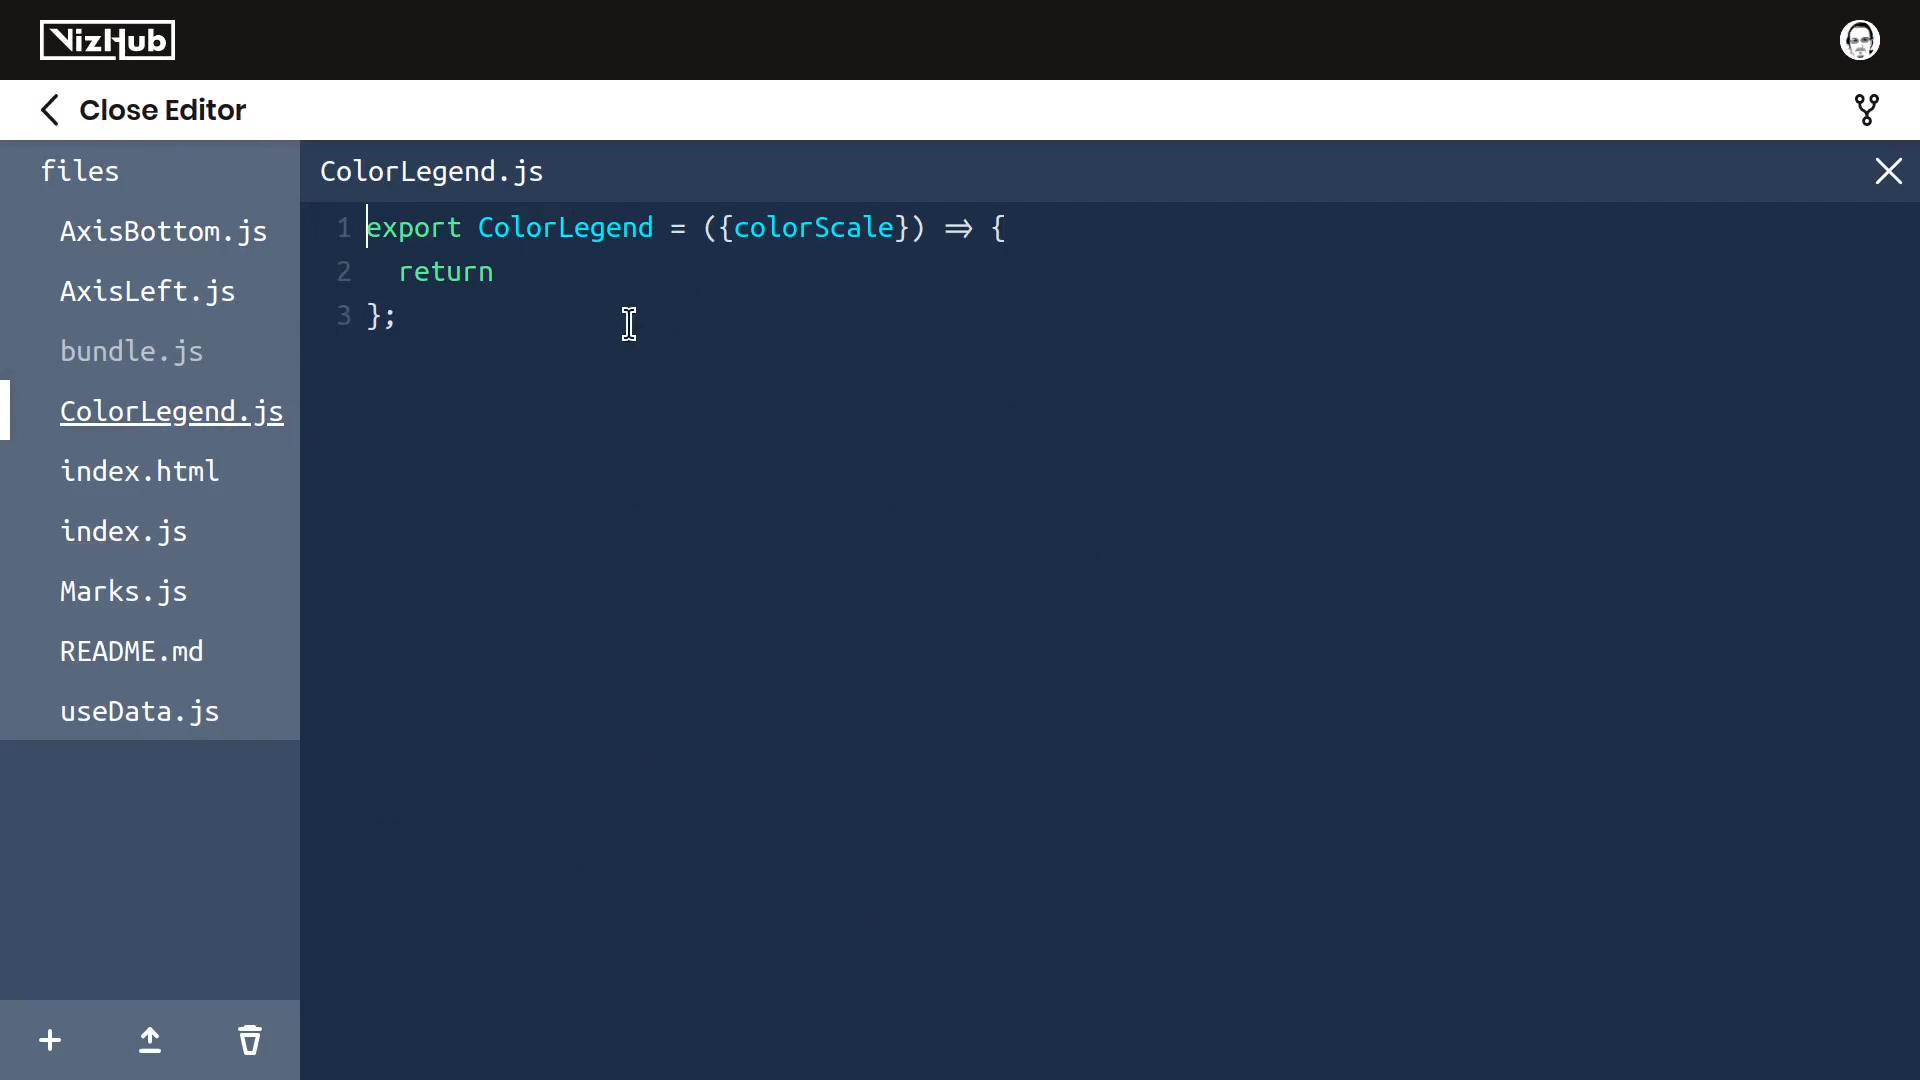 VizHub
Close Editor
files
AxisBottom.js
AxisLeft.js
bundle.js
ColorLegend.js
index.html
index.js
Marks.js
README.md
useData.js
ColorLegend.js
1 export ColorLegend = ({colorScale}) => {
2   return
3 };